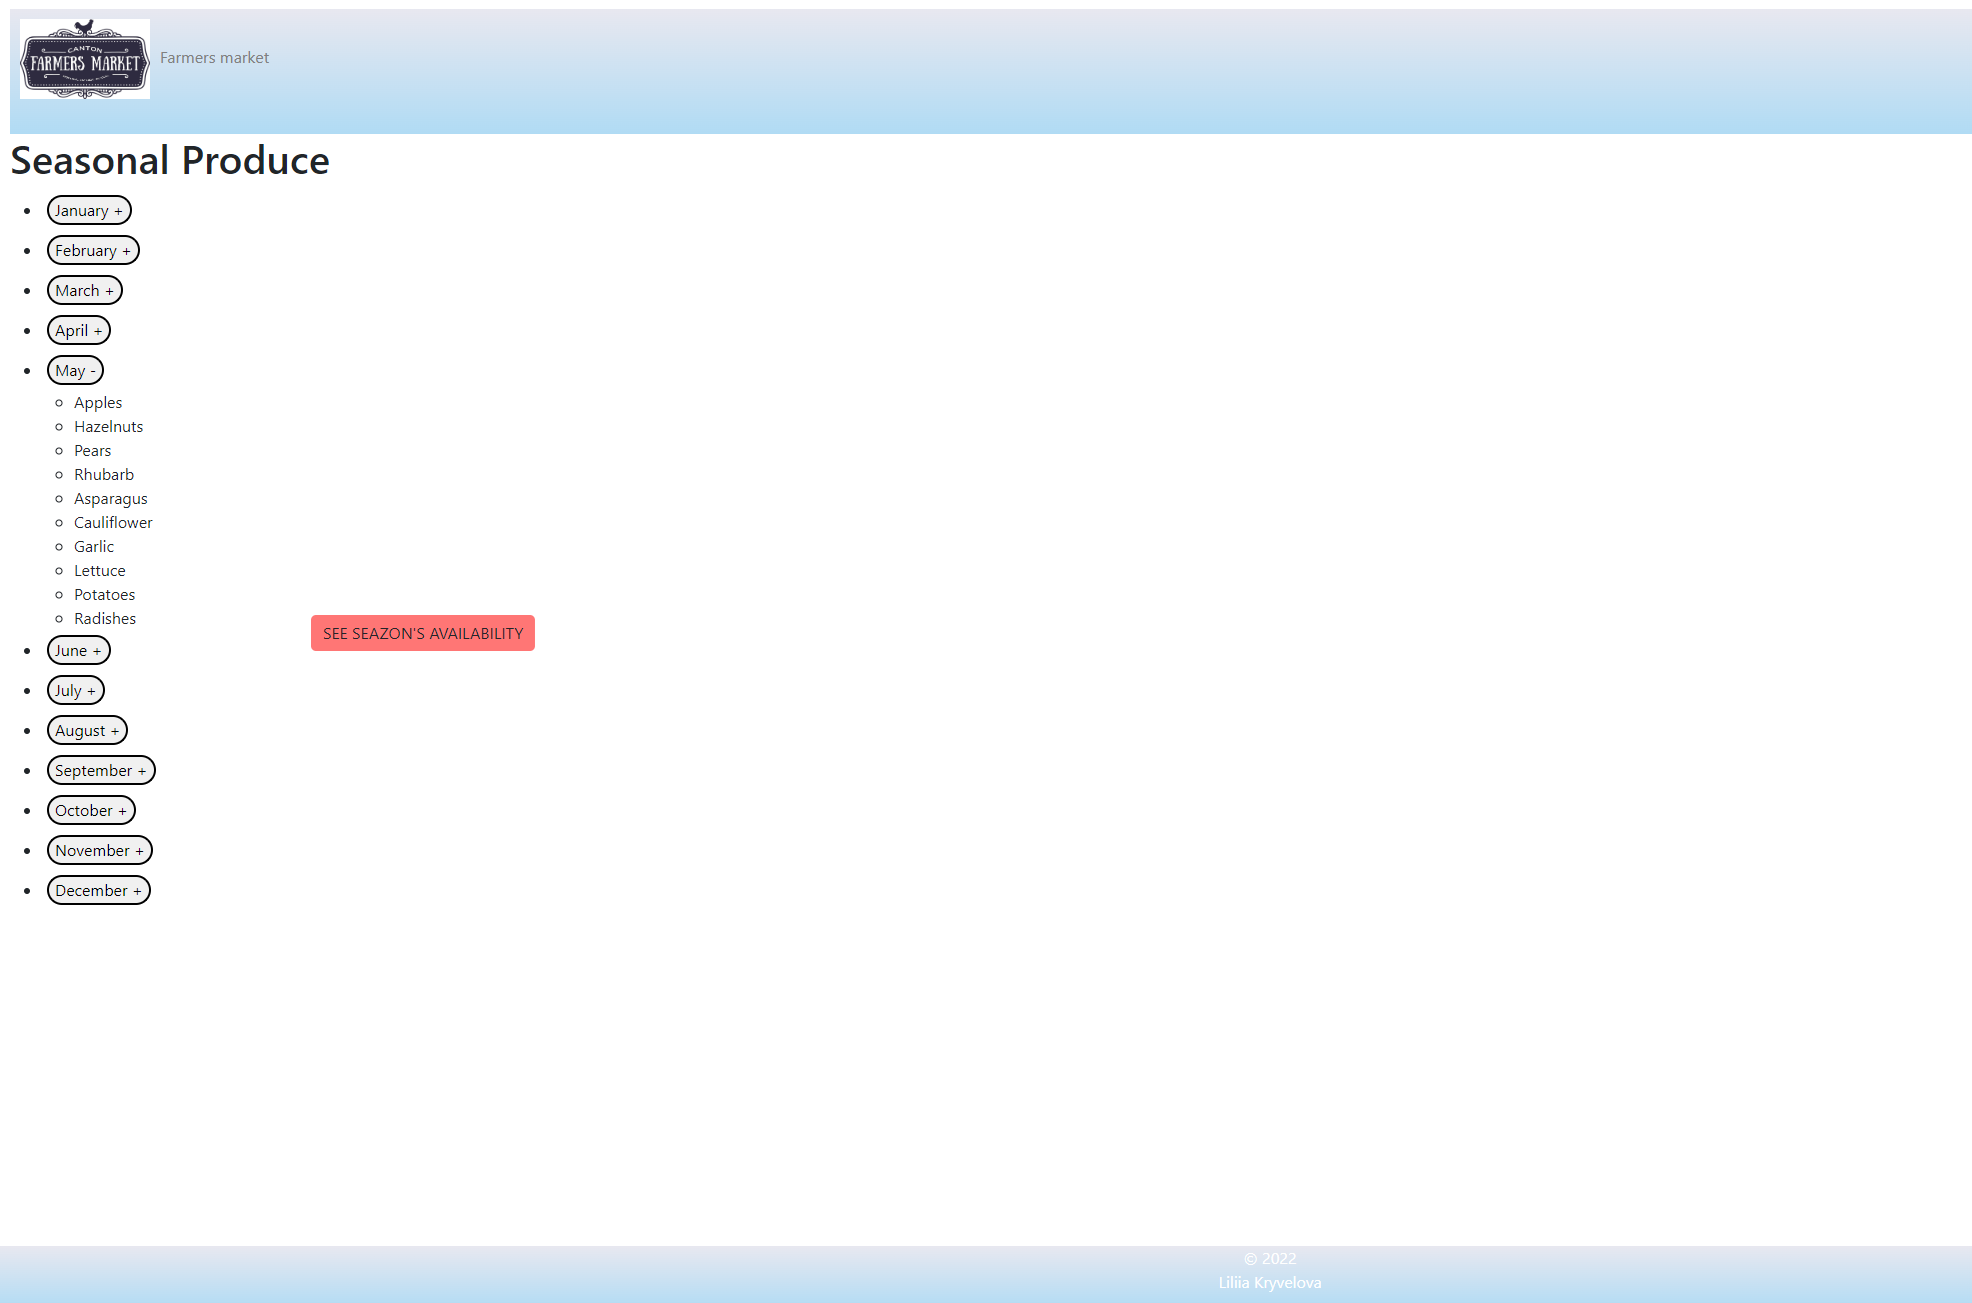 CANTON
FARMERS MARKET
Farmers market
Seasonal Produce
January +
February +
March +
April +
May -
Apples
Hazelnuts
Pears
Rhubarb
Asparagus
Cauliflower
Garlic
Lettuce
Potatoes
Radishes
SEE SEAZON'S AVAILABILITY
June +
July +
August +
September +
October +
November +
December +
© 2022
Liliia Kryvelova